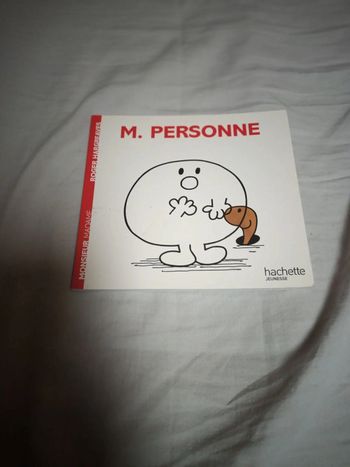 M. PERSONNE
MONSIEUR MADAME
ROGER HARGREAVES
hachette
JEUNESSE